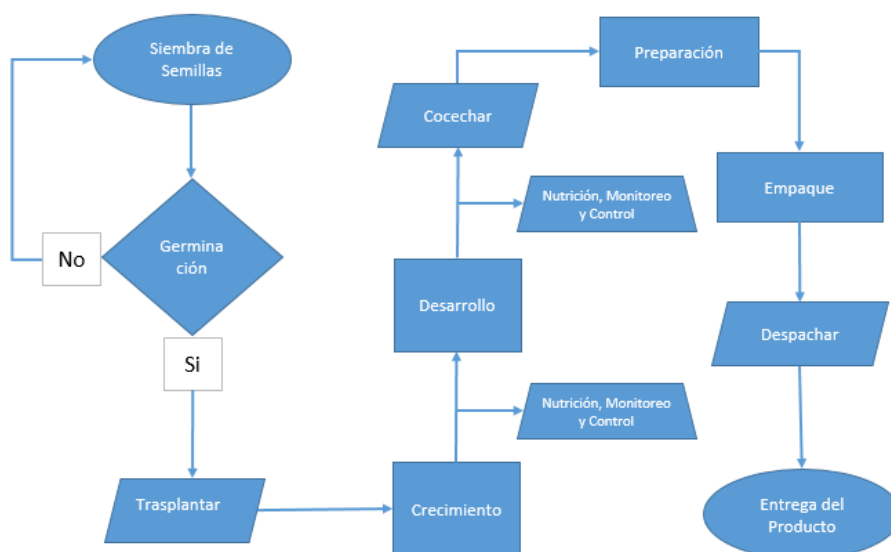 Siembra de
Semillas
Germina
ción
No
Si
Trasplantar
Crecimiento
Nutrición, Monitoreo
y Control
Desarrollo
Nutrición, Monitoreo
y Control
Cocechar
Preparación
Empaque
Despachar
Entrega del
Producto